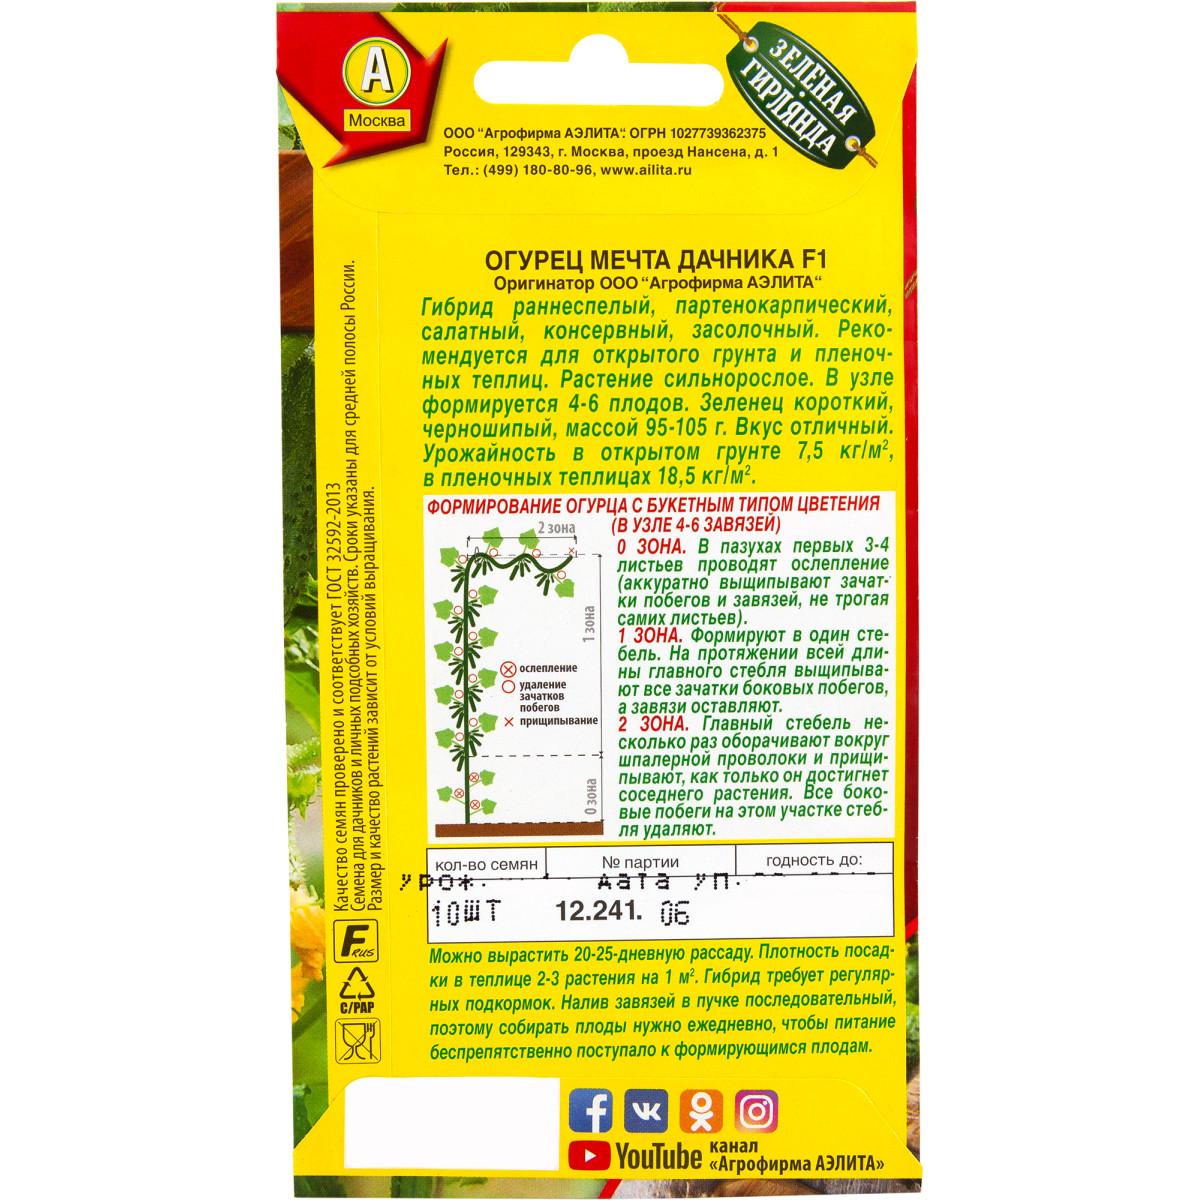 А
Москва
ЗЕЛЕНАЯ
ГИРЛЯНДА
ООО “Агрофирма АЭЛИТА“. ОГРН 1027739362375
Россия, 129343, г. Москва, проезд Нансена, д. 1
Тел.: (499) 180-80-96, www.ailita.ru
ОГУРЕЦ МЕЧТА ДАЧНИКА F1
Оригинатор ООО “Агрофирма АЭЛИТА“
Гибрид раннеспелый, партенокарпический,
салатный, консервный, засолочный. Реко-
мендуется для открытого грунта и пленоч-
ных теплиц. Растение сильнорослое. В узле
формируется 4-6 плодов. Зеленец короткий,
черношипый, массой 95-105 г. Вкус отличный.
Урожайность в открытом грунте 7,5 кг/м²,
в пленочных теплицах 18,5 кг/м².
ФОРМИРОВАНИЕ ОГУРЦА С БУКЕТНЫМ ТИПОМ ЦВЕТЕНИЯ
(В УЗЛЕ 4-6 ЗАВЯЗЕЙ)
2 зона
1 зона
0 зона
ослепление
удаление
зачатков
побегов
прищипывание
0 ЗОНА. В пазухах первых 3-4
листьев проводят ослепление
(аккуратно выщипывают зачат-
ки побегов и завязей, не трогая
самих листьев).
1 ЗОНА. Формируют в один сте-
бель. На протяжении всей дли-
ны главного стебля выщипыва-
ют все зачатки боковых побегов,
а завязи оставляют.
2 ЗОНА. Главный стебель не-
сколько раз оборачивают вокруг
шпалерной проволоки и прищи-
пывают, как только он достигнет
соседнего растения. Все боко-
вые побеги на этом участке стеб-
ля удаляют.
кол-во семян № партии годность до:
Урож. дата уп.
10шт 12.241. 06
Можно вырастить 20-25-дневную рассаду. Плотность посад-
ки в теплице 2-3 растения на 1 м². Гибрид требует регуляр-
ных подкормок. Налив завязей в пучке последовательный,
поэтому собирать плоды нужно ежедневно, чтобы питание
беспрепятственно поступало к формирующимся плодам.
Качество семян проверено и соответствует ГОСТ 32592-2013
Семена для дачников и личных подсобных хозяйств. Сроки указаны для средней полосы России.
Размер и качество растений зависит от условий выращивания.
F RUS
C/PAP
YouTube канал
«Агрофирма АЭЛИТА»